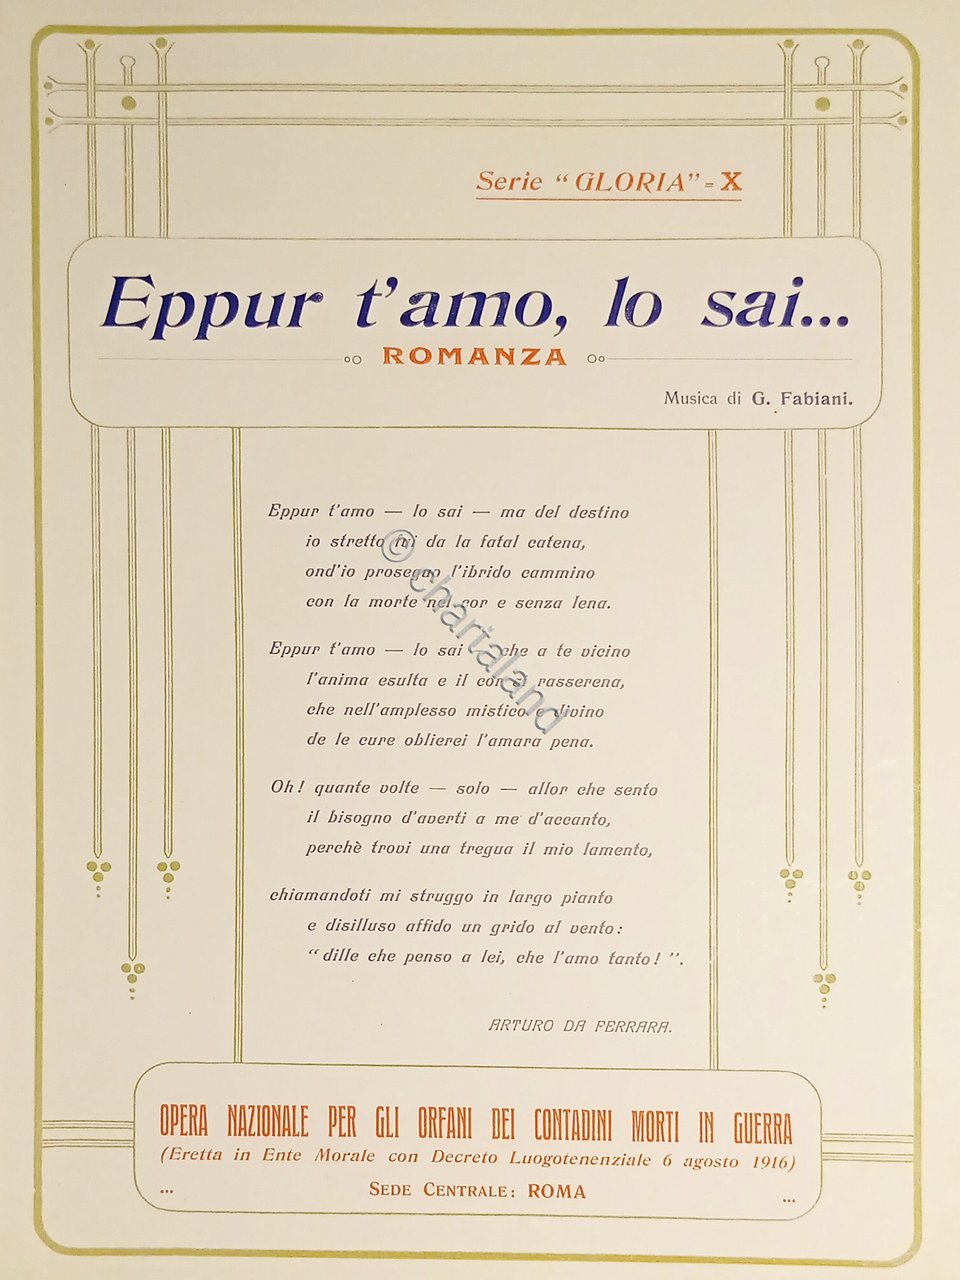 Serie “GLORIA” = X
Eppur t'amo, lo sai...
ROMANZA
Musica di G. Fabiani.
Eppur t'amo — lo sai — ma del destino
io stretto fui da la fatal catena,
ond'io proseguo l'ibrido cammino
con la morte nel cor e senza lena.
Eppur t'amo — lo sai — che a te vicino
l'anima esulta e il cor si rasserena,
che nell'amplesso mistico e divino
de le cure oblierei l'amara pena.
Oh! quante volte — solo — allor che sento
il bisogno d'averti a me d'accanto,
perchè trovi una tregua il mio lamento,
chiamandoti mi struggo in largo pianto
e disilluso affido un grido al vento:
“dille che penso a lei, che l'amo tanto!”.
ARTURO DA FERRARA.
OPERA NAZIONALE PER GLI ORFANI DEI CONTADINI MORTI IN GUERRA
(Eretta in Ente Morale con Decreto Luogotenenziale 6 agosto 1916)
... SEDE CENTRALE: ROMA ...
© chartaland